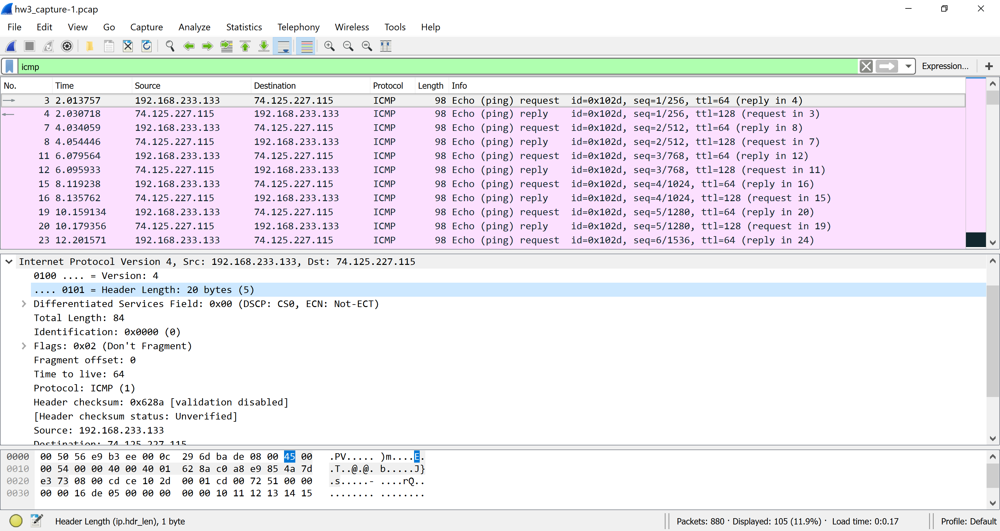 hw3_capture-1.pcap
File Edit View Go Capture Analyze Statistics Telephony Wireless Tools Help
icmp Expression... +
No. Time Source Destination Protocol Length Info
3 2.013757 192.168.233.133 74.125.227.115 ICMP 98 Echo (ping) request id=0x102d, seq=1/256, ttl=64 (reply in 4)
4 2.030718 74.125.227.115 192.168.233.133 ICMP 98 Echo (ping) reply id=0x102d, seq=1/256, ttl=128 (request in 3)
7 4.034059 192.168.233.133 74.125.227.115 ICMP 98 Echo (ping) request id=0x102d, seq=2/512, ttl=64 (reply in 8)
8 4.054446 74.125.227.115 192.168.233.133 ICMP 98 Echo (ping) reply id=0x102d, seq=2/512, ttl=128 (request in 7)
11 6.079564 192.168.233.133 74.125.227.115 ICMP 98 Echo (ping) request id=0x102d, seq=3/768, ttl=64 (reply in 12)
12 6.095933 74.125.227.115 192.168.233.133 ICMP 98 Echo (ping) reply id=0x102d, seq=3/768, ttl=128 (request in 11)
15 8.119238 192.168.233.133 74.125.227.115 ICMP 98 Echo (ping) request id=0x102d, seq=4/1024, ttl=64 (reply in 16)
16 8.135762 74.125.227.115 192.168.233.133 ICMP 98 Echo (ping) reply id=0x102d, seq=4/1024, ttl=128 (request in 15)
19 10.159134 192.168.233.133 74.125.227.115 ICMP 98 Echo (ping) request id=0x102d, seq=5/1280, ttl=64 (reply in 20)
20 10.179356 74.125.227.115 192.168.233.133 ICMP 98 Echo (ping) reply id=0x102d, seq=5/1280, ttl=128 (request in 19)
23 12.201571 192.168.233.133 74.125.227.115 ICMP 98 Echo (ping) request id=0x102d, seq=6/1536, ttl=64 (reply in 24)
Internet Protocol Version 4, Src: 192.168.233.133, Dst: 74.125.227.115
0100 .... = Version: 4
.... 0101 = Header Length: 20 bytes (5)
Differentiated Services Field: 0x00 (DSCP: CS0, ECN: Not-ECT)
Total Length: 84
Identification: 0x0000 (0)
Flags: 0x02 (Don't Fragment)
Fragment offset: 0
Time to live: 64
Protocol: ICMP (1)
Header checksum: 0x628a [validation disabled]
[Header checksum status: Unverified]
Source: 192.168.233.133
Destination: 74.125.227.115
0000 00 50 56 e9 b3 ee 00 0c 29 6d ba de 08 00 45 00 .PV..... )m....E.
0010 00 54 00 00 40 00 40 01 62 8a c0 a8 e9 85 4a 7d .T..@.@. b.....J}
0020 e3 73 08 00 cd ce 10 2d 00 01 cd 00 72 51 00 00 .s.....- ....rQ..
0030 00 00 16 de 05 00 00 00 00 00 10 11 12 13 14 15 ........ ........
Header Length (ip.hdr_len), 1 byte Packets: 880 · Displayed: 105 (11.9%) · Load time: 0:0.17 Profile: Default